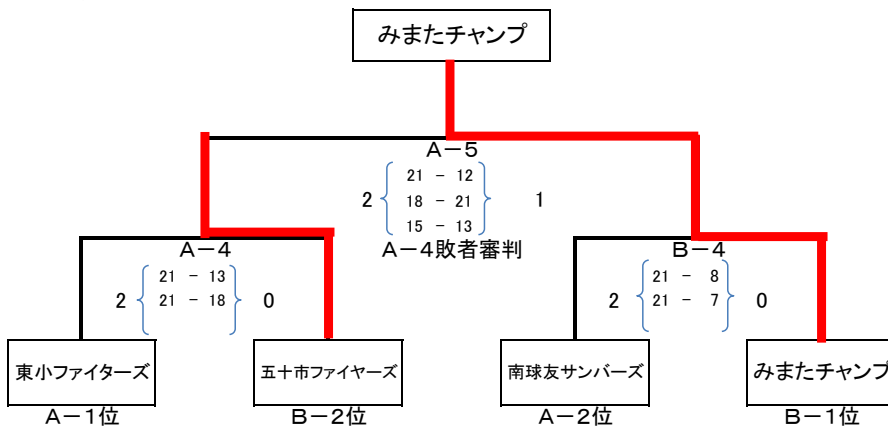 みまたチャンプ
A-5
21 - 12
2 18 - 21 1
15 - 13
A-4敗者審判
A-4
21 - 13
2 21 - 18 0
B-4
21 - 8
2 21 - 7 0
東小ファイターズ
五十市ファイヤーズ
南球友サンバーズ
みまたチャンプ
A-1位
B-2位
A-2位
B-1位